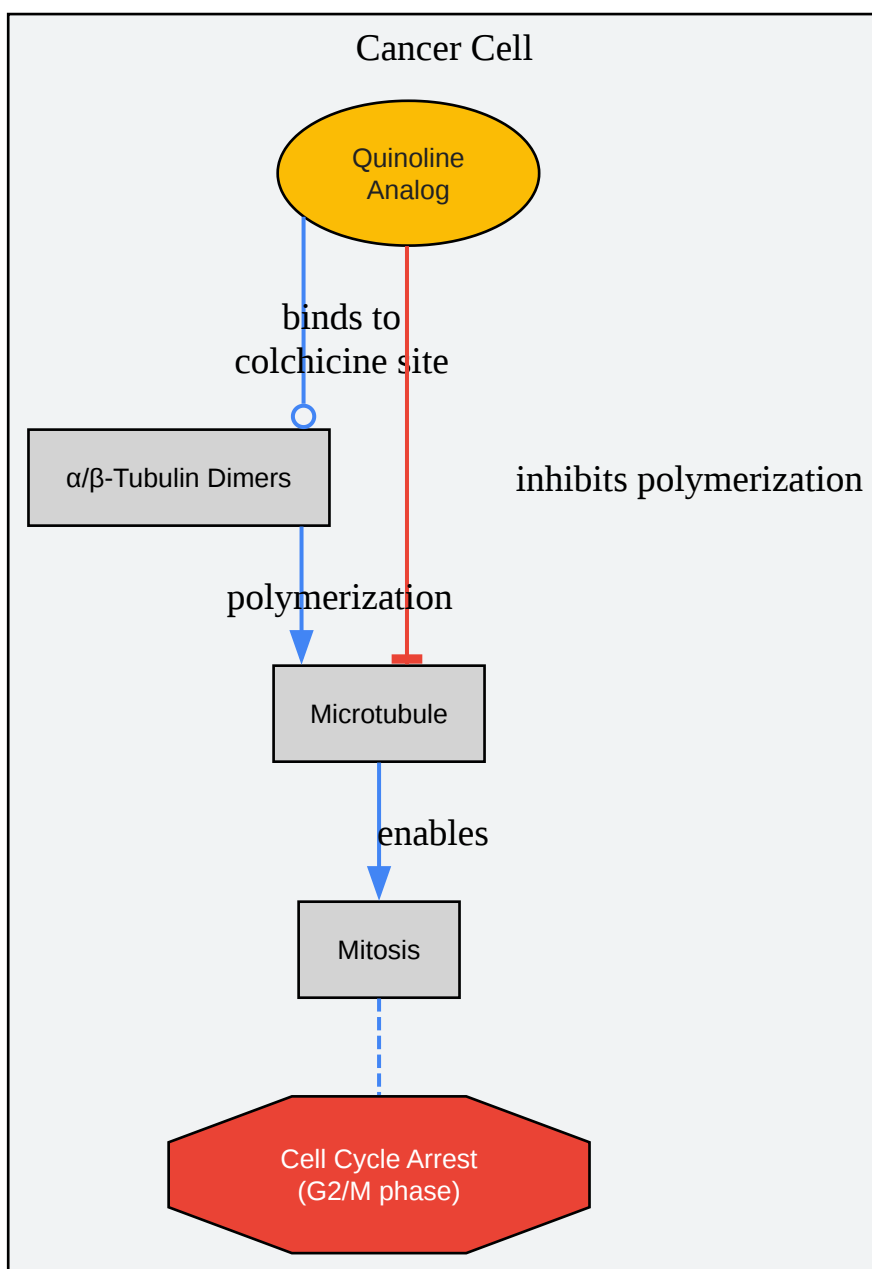 Cancer Cell
Quinoline
Analog
binds to
colchicine site
α/β-Tubulin Dimers
inhibits polymerization
polymerization
Microtubule
enables
Mitosis
Cell Cycle Arrest
(G2/M phase)